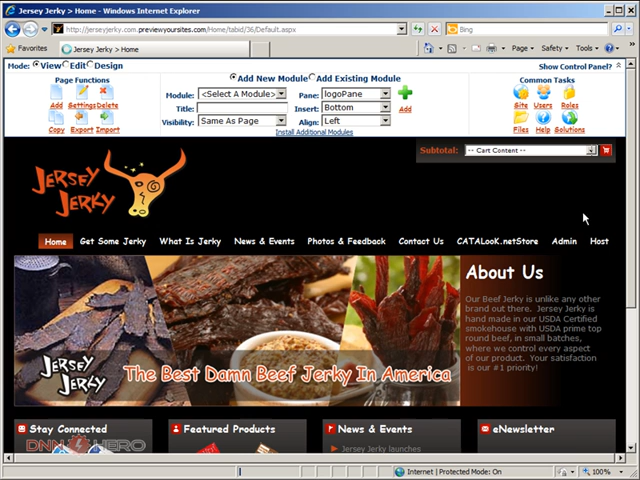 Jersey Jerky > Home - Windows Internet Explorer
http://jerseyjerky.com.previewyoursites.com/Home/tabid/36/Default.aspx
Bing
Favorites
Jersey Jerky > Home
Page
Safety
Tools
Mode: View Edit Design
Show Control Panel?
Page Functions
Add New Module Add Existing Module
Common Tasks
Module: <Select A Module> Pane: logoPane
Add Settings Delete
Title: Insert: Bottom Add
Site Users Roles
Visibility: Same As Page Align: Left
Copy Export Import
Install Additional Modules
Files Help Solutions
Subtotal: -- Cart Content --
JERSEY
JERKY
Home Get Some Jerky What Is Jerky News & Events Photos & Feedback Contact Us CATALooK.netStore Admin Host
About Us
Our Beef Jerky is unlike any other
brand out there. Jersey Jerky is
hand made in our USDA Certified
smokehouse with USDA prime top
round beef, in small batches,
where we control every aspect
of our product. Your satisfaction
is our #1 priority!
JERSEY
JERKY
The Best Damn Beef Jerky In America
Stay Connected
Featured Products
News & Events
eNewsletter
DNN HERO
Jersey Jerky launches
Internet | Protected Mode: On
100%